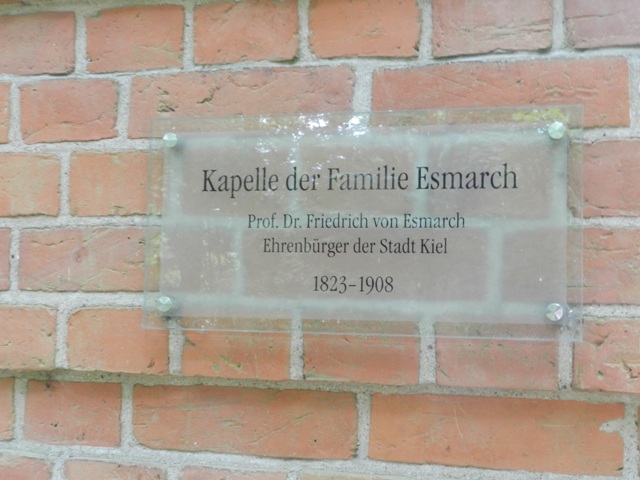 Kapelle der Familie Esmarch
Prof. Dr. Friedrich von Esmarch
Ehrenbürger der Stadt Kiel
1823–1908